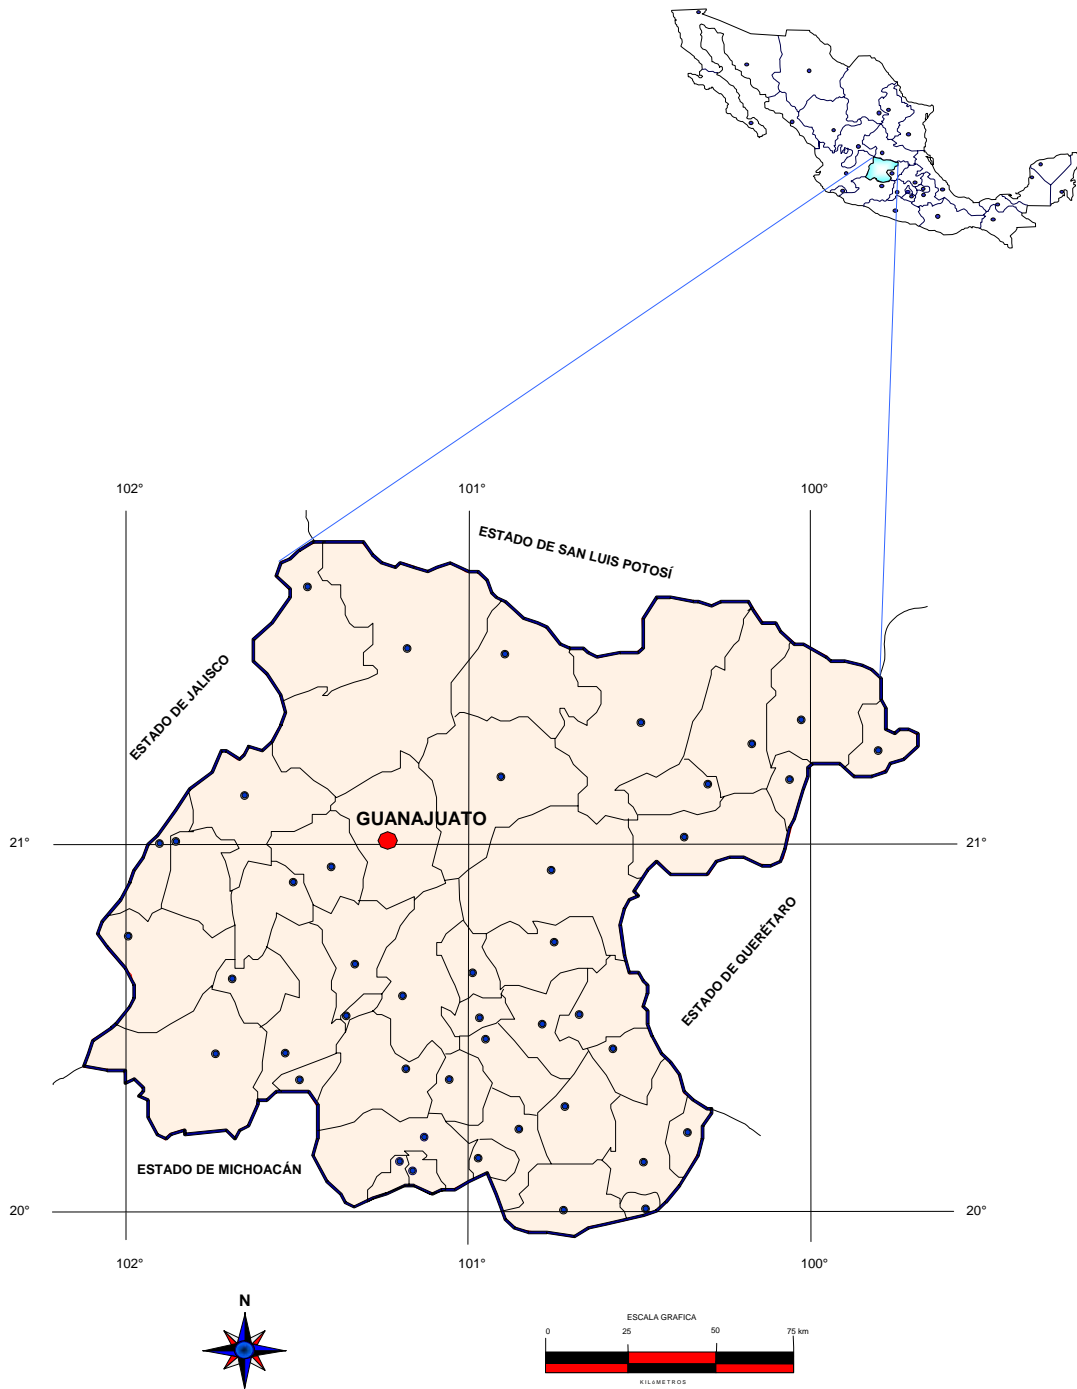 102°
101°
100°
ESTADO DE SAN LUIS POTOSÍ
ESTADO DE JALISCO
GUANAJUATO
21°
21°
ESTADO DE QUERÉTARO
ESTADO DE MICHOACÁN
20°
20°
102°
101°
100°
N
ESCALA GRAFICA
0 25 50 75 km
KILóMETROS